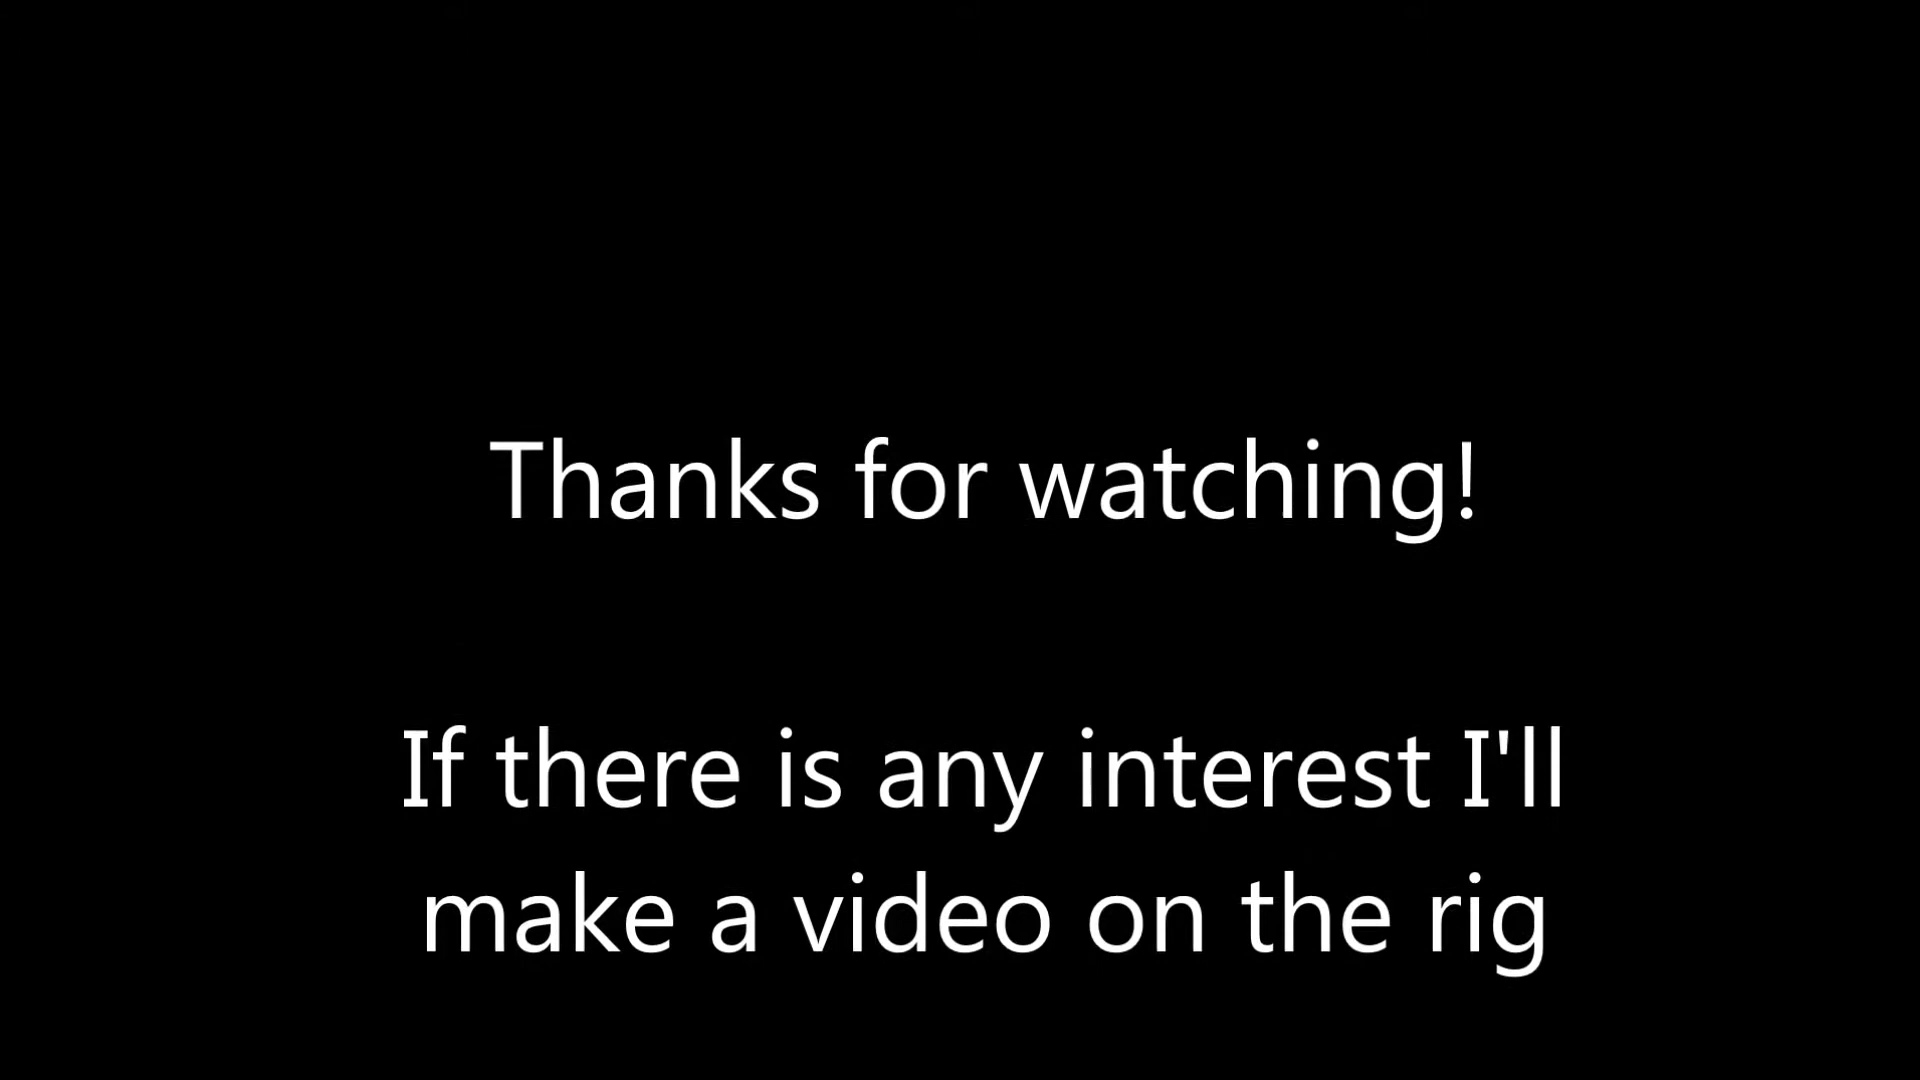 Thanks for watching!
If there is any interest I'll
make a video on the rig